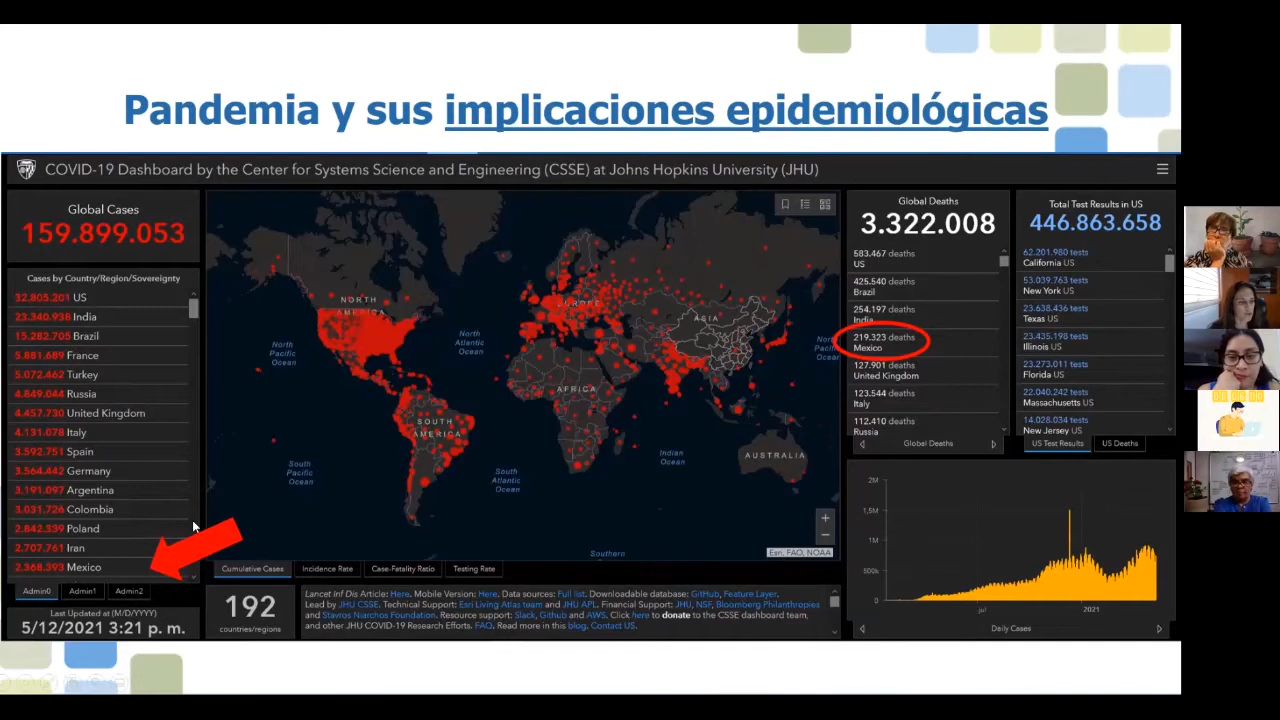 Pandemia y sus implicaciones epidemiológicas
COVID-19 Dashboard by the Center for Systems Science and Engineering (CSSE) at Johns Hopkins University (JHU)
Global Cases
159.899.053
Cases by Country/Region/Sovereignty
32.805.201 US
23.340.938 India
15.282.705 Brazil
5.881.689 France
5.072.462 Turkey
4.849.044 Russia
4.457.730 United Kingdom
4.131.078 Italy
3.592.751 Spain
3.564.442 Germany
3.191.097 Argentina
3.031.726 Colombia
2.842.339 Poland
2.707.761 Iran
2.368.393 Mexico
Admin0
Admin1
Admin2
Last Updated at (M/D/YYYY)
5/12/2021 3:21 p. m.
NORTH
AMERICA
North
Pacific
Ocean
North
Atlantic
Ocean
EUROPE
ASIA
AFRICA
SOUTH
AMERICA
South
Pacific
Ocean
South
Atlantic
Ocean
Indian
Ocean
AUSTRALIA
Southern
+
−
Esri, FAO, NOAA
Cumulative Cases
Incidence Rate
Case-Fatality Ratio
Testing Rate
192
countries/regions
Lancet Inf Dis Article: Here. Mobile Version: Here. Data sources: Full list. Downloadable database: GitHub, Feature Layer.
Lead by JHU CSSE. Technical Support: Esri Living Atlas team and JHU APL. Financial Support: JHU, NSF, Bloomberg Philanthropies
and Stavros Niarchos Foundation. Resource support: Slack, Github and AWS. Click here to donate to the CSSE dashboard team,
and other JHU COVID-19 Research Efforts. FAQ. Read more in this blog. Contact US.
Global Deaths
3.322.008
583.467 deaths
US
425.540 deaths
Brazil
254.197 deaths
India
219.323 deaths
Mexico
127.901 deaths
United Kingdom
123.544 deaths
Italy
112.410 deaths
Russia
Global Deaths
Total Test Results in US
446.863.658
62.201.980 tests
California US
53.039.763 tests
New York US
23.638.436 tests
Texas US
23.435.198 tests
Illinois US
23.273.011 tests
Florida US
22.040.242 tests
Massachusetts US
14.028.034 tests
New Jersey US
US Test Results
US Deaths
2M
1,5M
1M
500k
0
jul
2021
Daily Cases